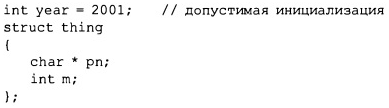 int year = 2001;    // допустимая инициализация
struct thing
{
    char * pn;
    int m;
};